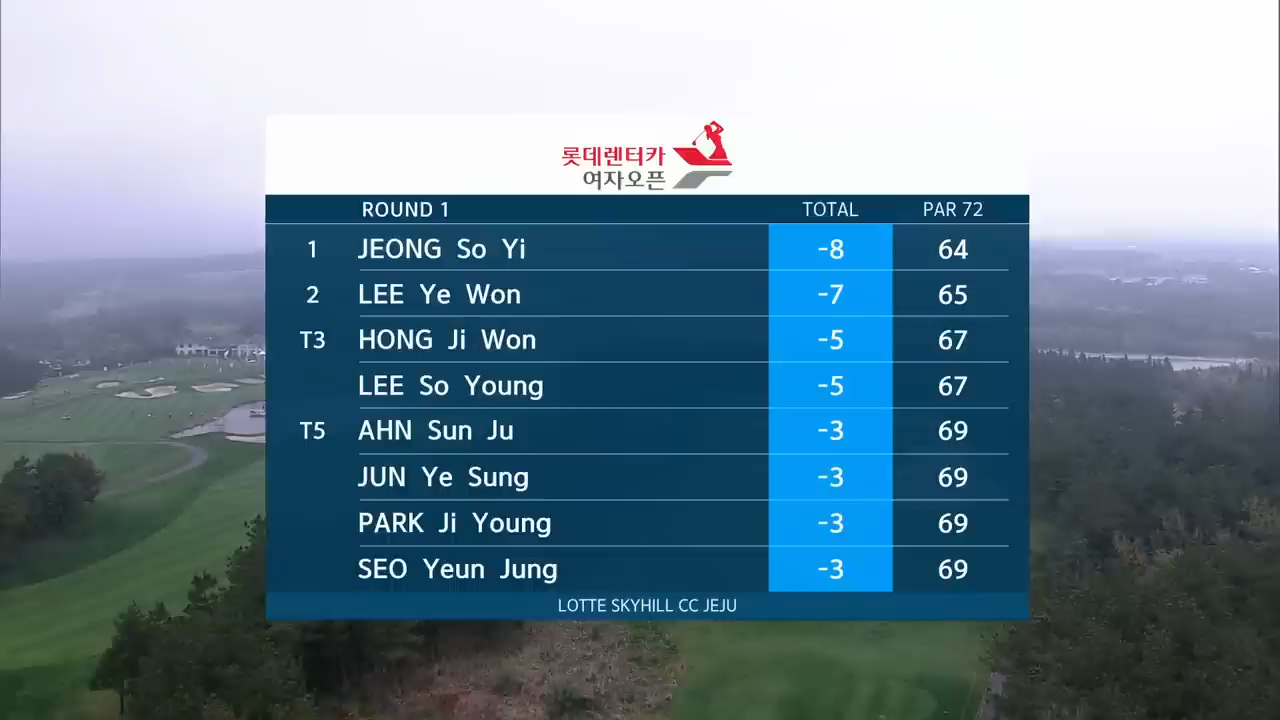 롯데렌터카
여자오픈
ROUND 1 TOTAL PAR 72
1 JEONG So Yi -8 64
2 LEE Ye Won -7 65
T3 HONG Ji Won -5 67
LEE So Young -5 67
T5 AHN Sun Ju -3 69
JUN Ye Sung -3 69
PARK Ji Young -3 69
SEO Yeun Jung -3 69
LOTTE SKYHILL CC JEJU